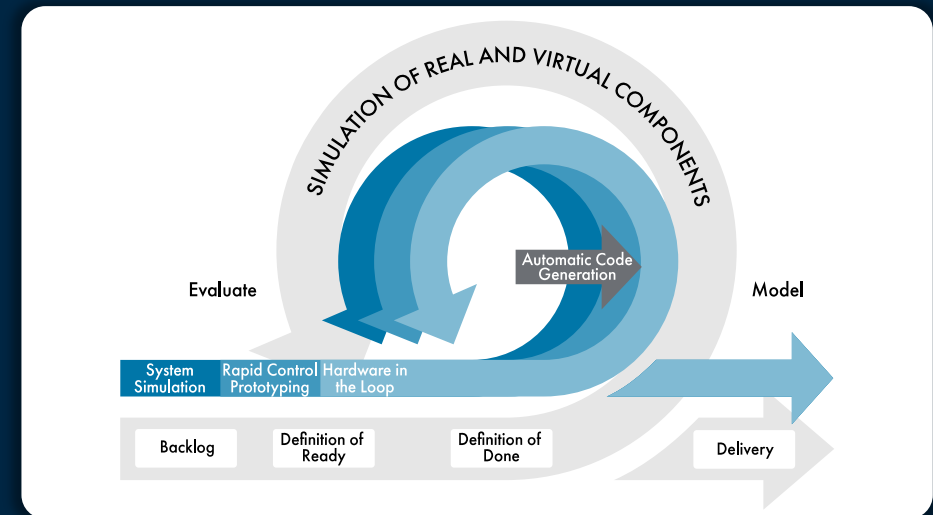 SIMULATION OF REAL AND VIRTUAL COMPONENTS
Automatic Code
Generation
Evaluate
Model
System
Simulation
Rapid Control
Prototyping
Hardware in
the Loop
Backlog
Definition of
Ready
Definition of
Done
Delivery